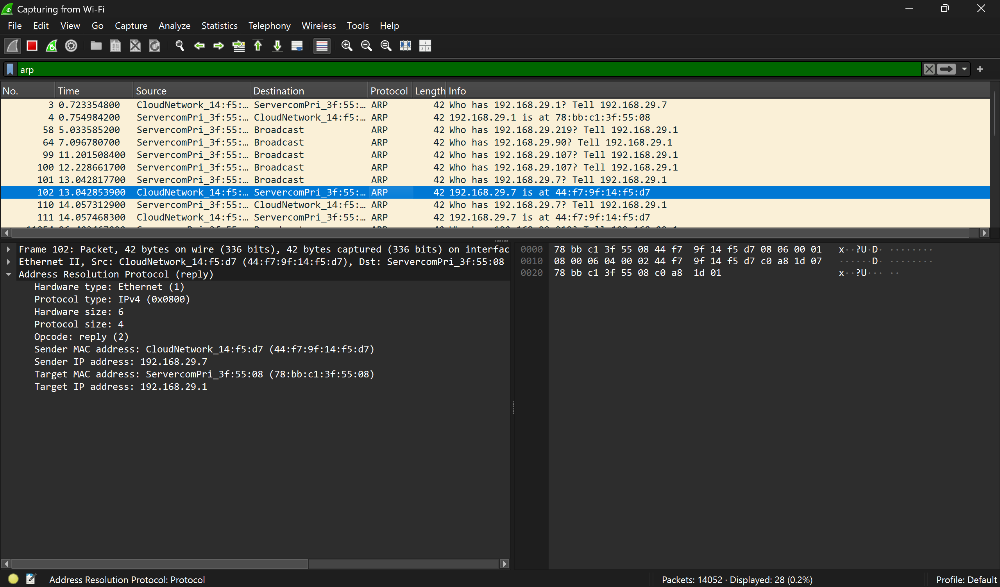 Capturing from Wi-Fi
File Edit View Go Capture Analyze Statistics Telephony Wireless Tools Help
arp
No. Time Source Destination Protocol Length Info
3 0.723354800 CloudNetwork_14:f5:… ServercomPri_3f:55:… ARP 42 Who has 192.168.29.1? Tell 192.168.29.7
4 0.754984200 ServercomPri_3f:55:… CloudNetwork_14:f5:… ARP 42 192.168.29.1 is at 78:bb:c1:3f:55:08
58 5.033585200 ServercomPri_3f:55:… Broadcast ARP 42 Who has 192.168.29.219? Tell 192.168.29.1
64 7.096780700 ServercomPri_3f:55:… Broadcast ARP 42 Who has 192.168.29.90? Tell 192.168.29.1
99 11.201508400 ServercomPri_3f:55:… Broadcast ARP 42 Who has 192.168.29.107? Tell 192.168.29.1
100 12.228661700 ServercomPri_3f:55:… Broadcast ARP 42 Who has 192.168.29.107? Tell 192.168.29.1
101 13.042817700 ServercomPri_3f:55:… Broadcast ARP 42 Who has 192.168.29.7? Tell 192.168.29.1
102 13.042853900 CloudNetwork_14:f5:… ServercomPri_3f:55:… ARP 42 192.168.29.7 is at 44:f7:9f:14:f5:d7
110 14.057312900 ServercomPri_3f:55:… CloudNetwork_14:f5:… ARP 42 Who has 192.168.29.7? Tell 192.168.29.1
111 14.057468300 CloudNetwork_14:f5:… ServercomPri_3f:55:… ARP 42 192.168.29.7 is at 44:f7:9f:14:f5:d7
Frame 102: Packet, 42 bytes on wire (336 bits), 42 bytes captured (336 bits) on interfac
Ethernet II, Src: CloudNetwork_14:f5:d7 (44:f7:9f:14:f5:d7), Dst: ServercomPri_3f:55:08
Address Resolution Protocol (reply)
Hardware type: Ethernet (1)
Protocol type: IPv4 (0x0800)
Hardware size: 6
Protocol size: 4
Opcode: reply (2)
Sender MAC address: CloudNetwork_14:f5:d7 (44:f7:9f:14:f5:d7)
Sender IP address: 192.168.29.7
Target MAC address: ServercomPri_3f:55:08 (78:bb:c1:3f:55:08)
Target IP address: 192.168.29.1
0000 78 bb c1 3f 55 08 44 f7 9f 14 f5 d7 08 06 00 01 x··?U·D· ········
0010 08 00 06 04 00 02 44 f7 9f 14 f5 d7 c0 a8 1d 07 ······D· ········
0020 78 bb c1 3f 55 08 c0 a8 1d 01 x··?U··· ··
Address Resolution Protocol: Protocol
Packets: 14052 · Displayed: 28 (0.2%)
Profile: Default